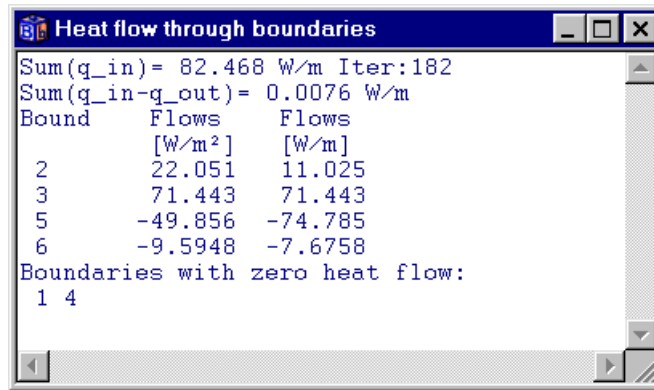 Heat flow through boundaries
Sum(q_in)= 82.468 W/m Iter:182
Sum(q_in-q_out)= 0.0076 W/m
Bound Flows Flows
[W/m²] [W/m]
2 22.051 11.025
3 71.443 71.443
5 -49.856 -74.785
6 -9.5948 -7.6758
Boundaries with zero heat flow:
1 4